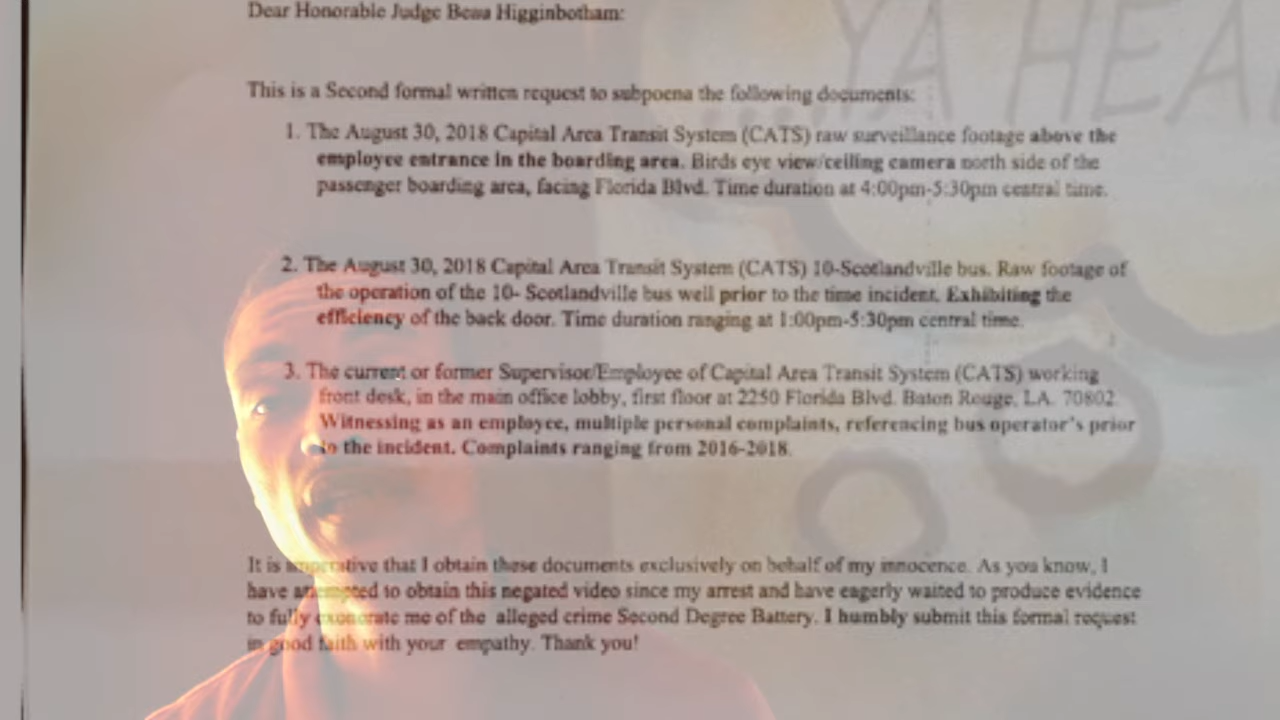 Dear Honorable Judge Beau Higginbotham:
This is a Second formal written request to subpoena the following documents:
1. The August 30, 2018 Capital Area Transit System (CATS) raw surveillance footage above the
employee entrance in the boarding area. Birds eye view/ceiling camera north side of the
passenger boarding area, facing Florida Blvd. Time duration at 4:00pm-5:30pm central time.
2. The August 30, 2018 Capital Area Transit System (CATS) 10-Scotlandville bus. Raw footage of
the operation of the 10- Scotlandville bus well prior to the time incident. Exhibiting the
efficiency of the back door. Time duration ranging at 1:00pm-5:30pm central time.
3. The current or former Supervisor/Employee of Capital Area Transit System (CATS) working
front desk, in the main office lobby, first floor at 2250 Florida Blvd. Baton Rouge, LA. 70802
Witnessing as an employee, multiple personal complaints, referencing bus operator's prior
to the incident. Complaints ranging from 2016-2018.
It is imperative that I obtain these documents exclusively on behalf of my innocence. As you know, I
have attempted to obtain this negated video since my arrest and have eagerly waited to produce evidence
to fully exonerate me of the alleged crime Second Degree Battery. I humbly submit this formal request
in good faith with your empathy. Thank you!
YA HEA